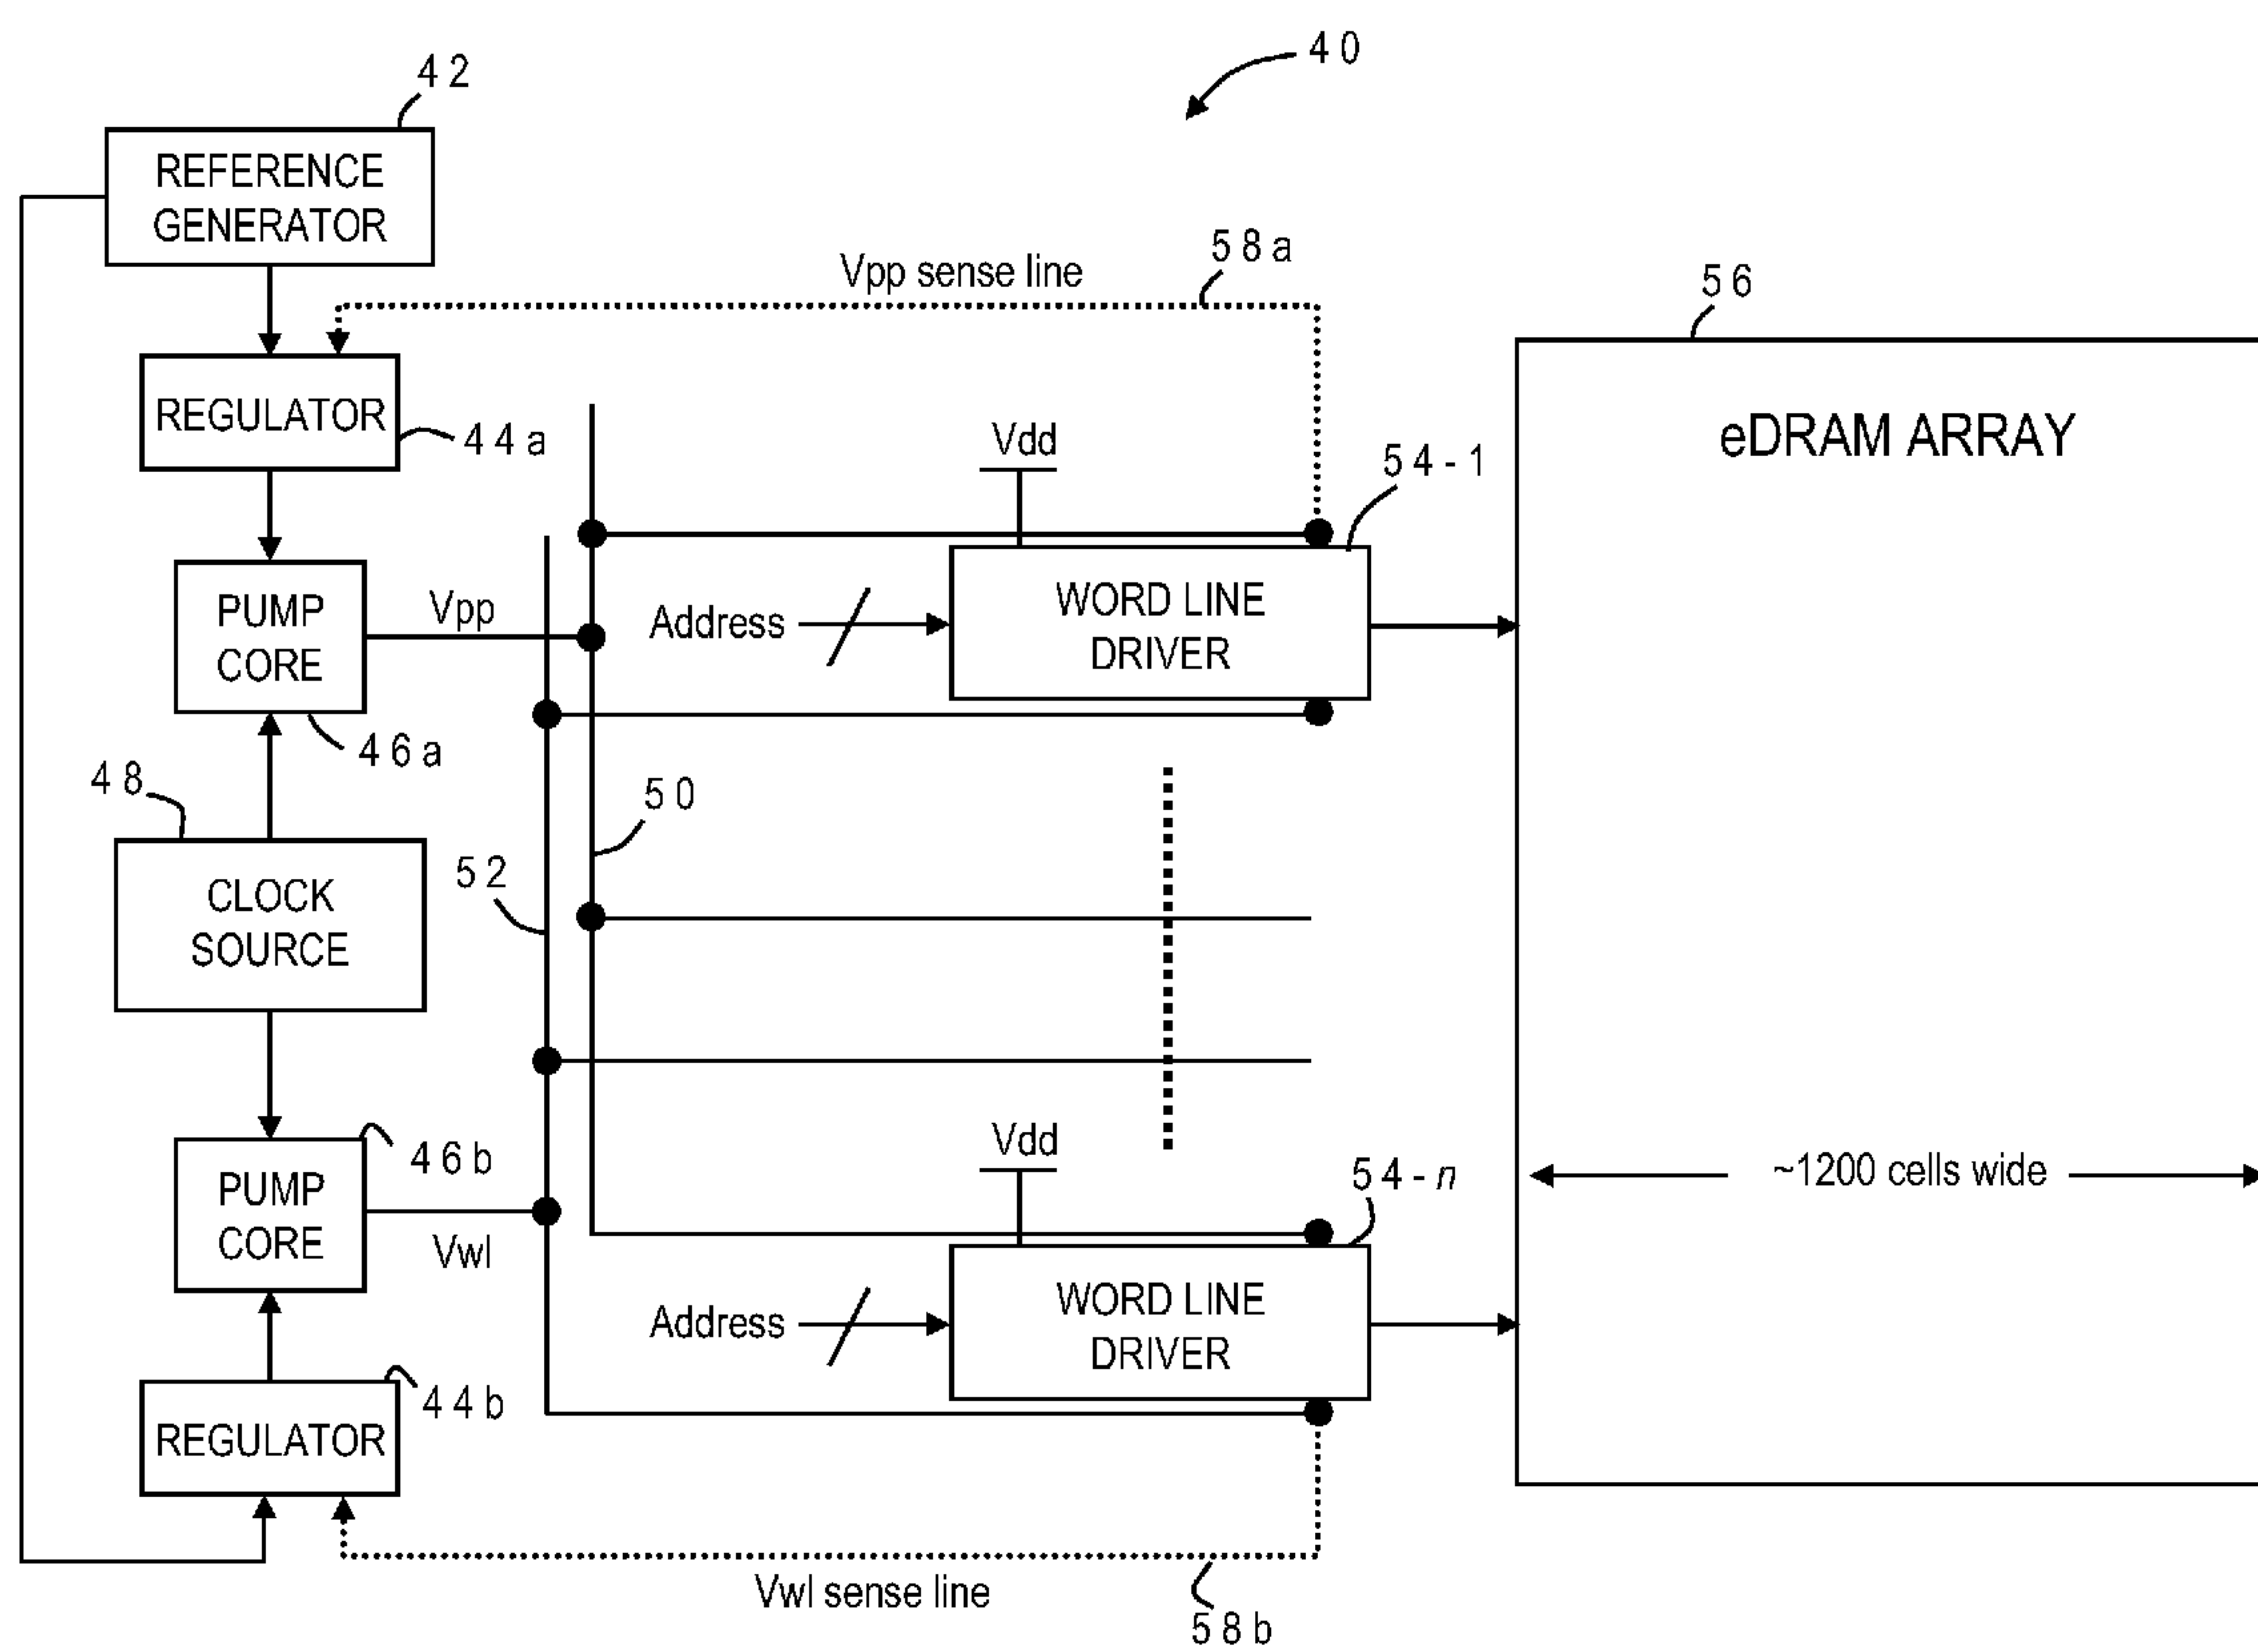 40
42
REFERENCE
GENERATOR
58a
Vpp sense line
56
REGULATOR
44a
Vdd
54-1
eDRAM ARRAY
PUMP
CORE
Vpp
Address
WORD LINE
DRIVER
46a
48
50
CLOCK
SOURCE
52
46b
Vdd
54-n
~1200 cells wide
PUMP
CORE
Vwl
Address
WORD LINE
DRIVER
44b
REGULATOR
Vwl sense line
58b